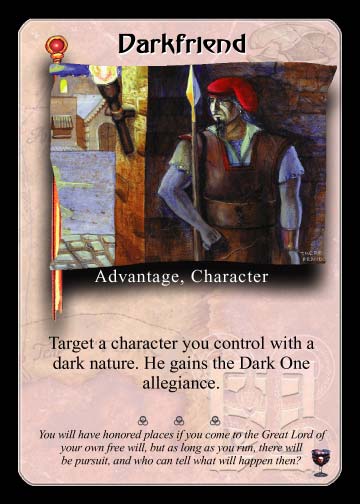 Darkfriend
Advantage, Character
Target a character you control with a
dark nature. He gains the Dark One
allegiance.
You will have honored places if you come to the Great Lord of
your own free will, but as long as you run, there will
be pursuit, and who can tell what will happen then?